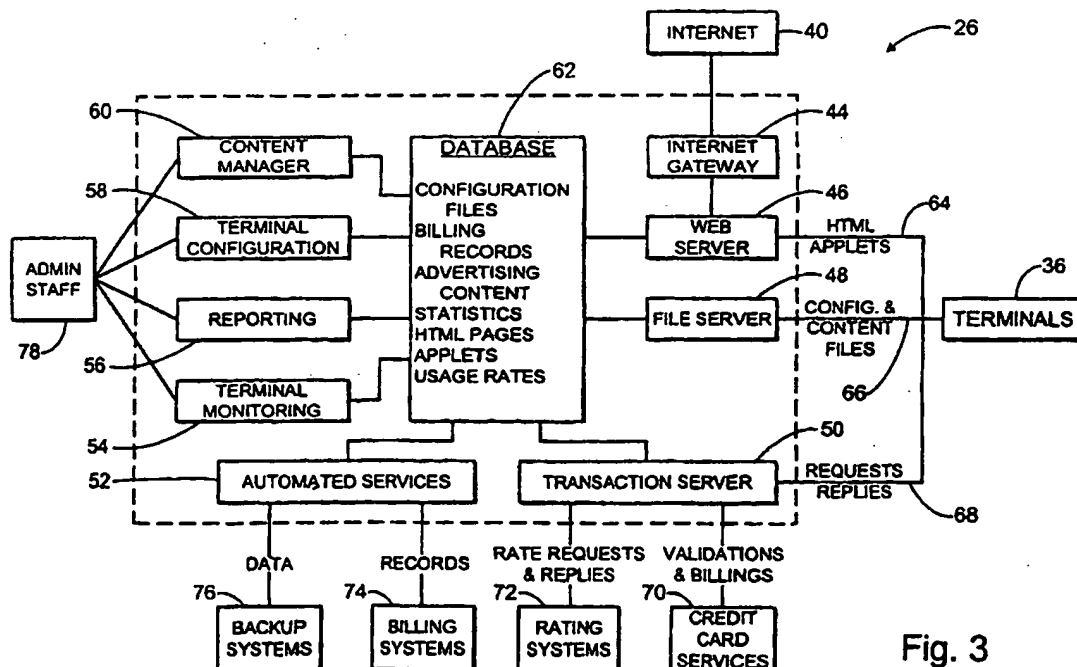 INTERNET
40
26
62
60
44
CONTENT
MANAGER
DATABASE
INTERNET
GATEWAY
CONFIGURATION
FILES
BILLING
RECORDS
ADVERTISING
CONTENT
STATISTICS
HTML PAGES
APPLETS
USAGE RATES
58
46
64
TERMINAL
CONFIGURATION
WEB
SERVER
HTML
APPLETS
ADMIN
STAFF
78
48
36
REPORTING
FILE SERVER
CONFIG. &
CONTENT
FILES
TERMINALS
56
66
TERMINAL
MONITORING
54
50
52
AUTOMATED SERVICES
TRANSACTION SERVER
REQUESTS
REPLIES
68
DATA
RECORDS
RATE REQUESTS
& REPLIES
VALIDATIONS
& BILLINGS
76
74
72
70
BACKUP
SYSTEMS
BILLING
SYSTEMS
RATING
SYSTEMS
CREDIT
CARD
SERVICES
Fig. 3